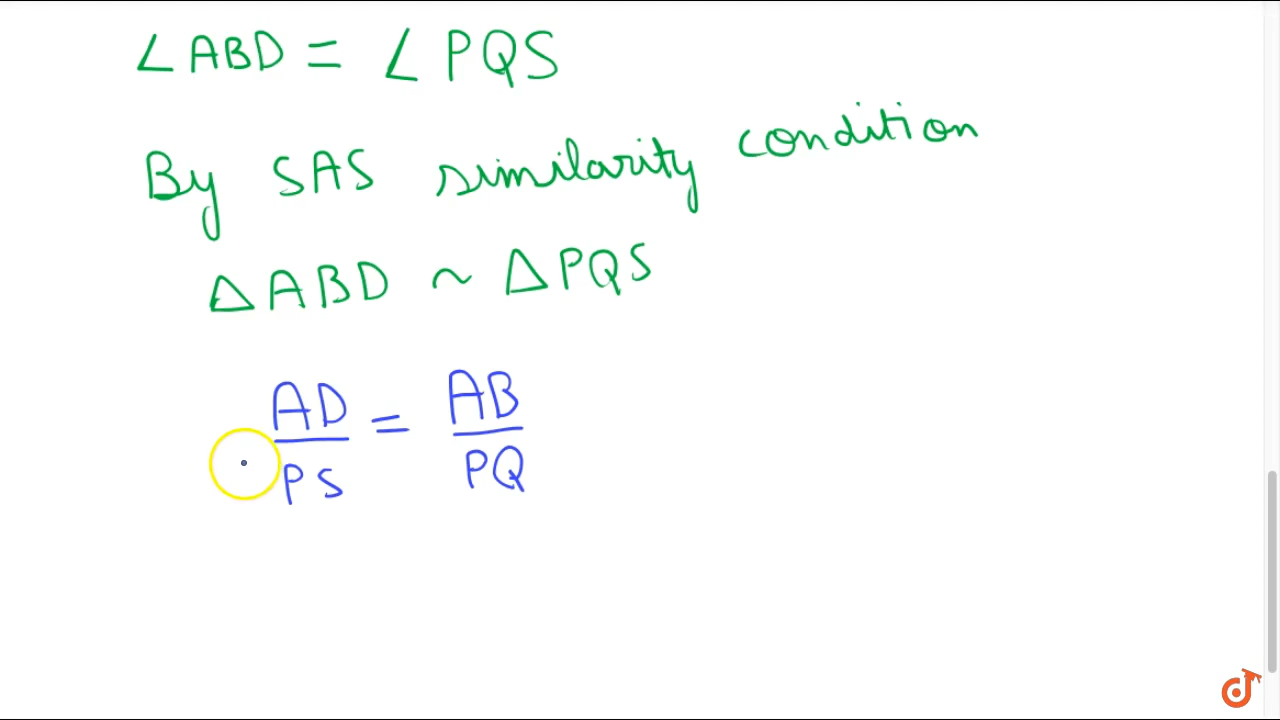 ∠ABD = ∠PQS
By SAS similarity condition
△ABD ~ △PQS
AD/PS = AB/PQ